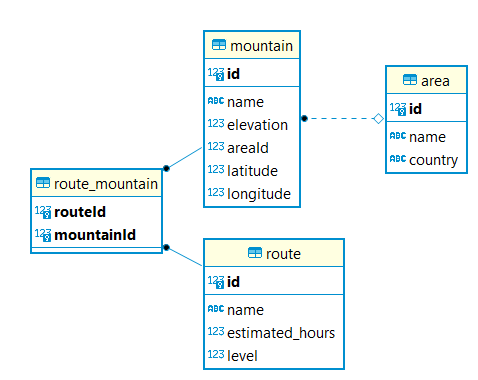 mountain
123 id
ABC name
123 elevation
123 areaId
123 latitude
123 longitude
area
123 id
ABC name
ABC country
route_mountain
123 routeId
123 mountainId
route
123 id
ABC name
123 estimated_hours
123 level